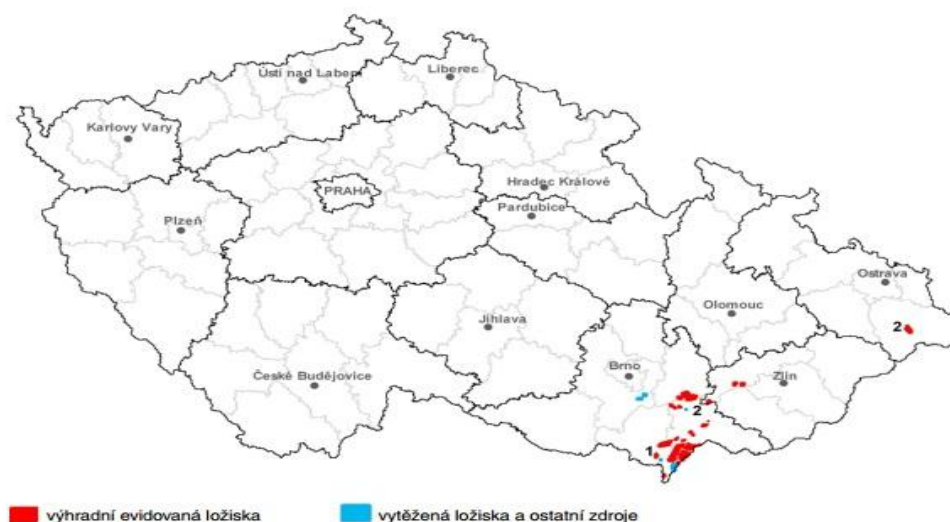 Ústí nad Labem
Liberec
Karlovy Vary
PRAHA
Hradec Králové
Pardubice
Plzeň
Ostrava
Olomouc
2
Jihlava
Brno
Zlín
České Budějovice
2
1
výhradní evidovaná ložiska
vytěžená ložiska a ostatní zdroje